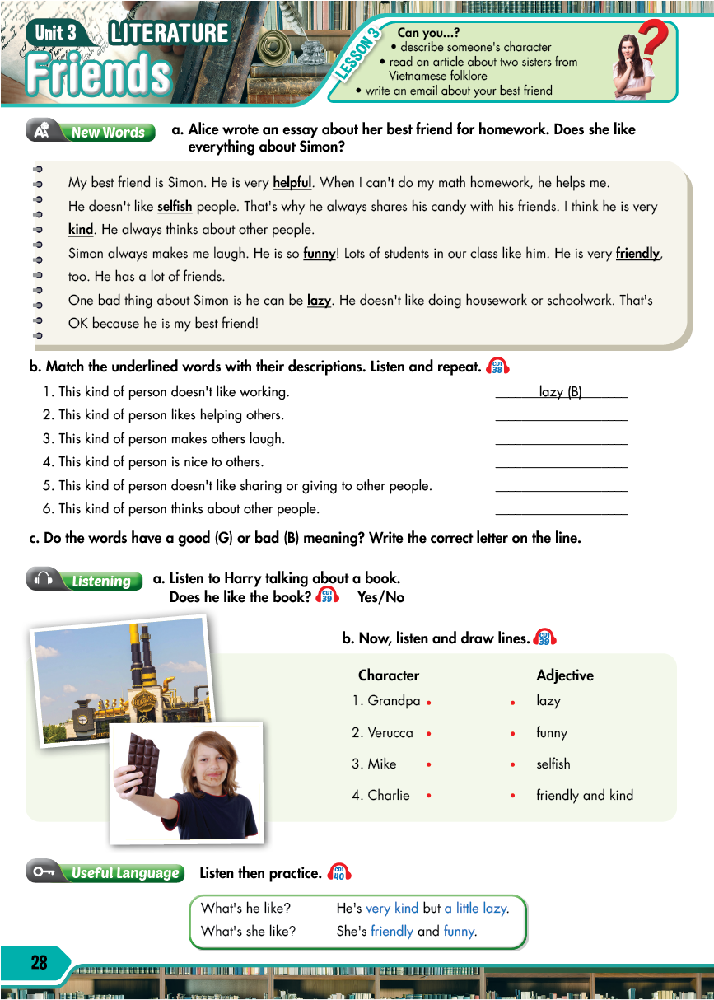 Unit 3 LITERATURE
Friends
LESSON 3
Can you...?
• describe someone's character
• read an article about two sisters from
Vietnamese folklore
• write an email about your best friend
New Words
a. Alice wrote an essay about her best friend for homework. Does she like
everything about Simon?
My best friend is Simon. He is very helpful. When I can't do my math homework, he helps me.
He doesn't like selfish people. That's why he always shares his candy with his friends. I think he is very
kind. He always thinks about other people.
Simon always makes me laugh. He is so funny! Lots of students in our class like him. He is very friendly,
too. He has a lot of friends.
One bad thing about Simon is he can be lazy. He doesn't like doing housework or schoolwork. That's
OK because he is my best friend!
b. Match the underlined words with their descriptions. Listen and repeat. CD1 38
1. This kind of person doesn't like working. lazy (B)
2. This kind of person likes helping others.
3. This kind of person makes others laugh.
4. This kind of person is nice to others.
5. This kind of person doesn't like sharing or giving to other people.
6. This kind of person thinks about other people.
c. Do the words have a good (G) or bad (B) meaning? Write the correct letter on the line.
Listening
a. Listen to Harry talking about a book.
Does he like the book? CD1 39 Yes/No
b. Now, listen and draw lines. CD1 39
Character Adjective
1. Grandpa • • lazy
2. Verucca • • funny
3. Mike • • selfish
4. Charlie • • friendly and kind
Useful Language
Listen then practice. CD1 40
What's he like? He's very kind but a little lazy.
What's she like? She's friendly and funny.
28